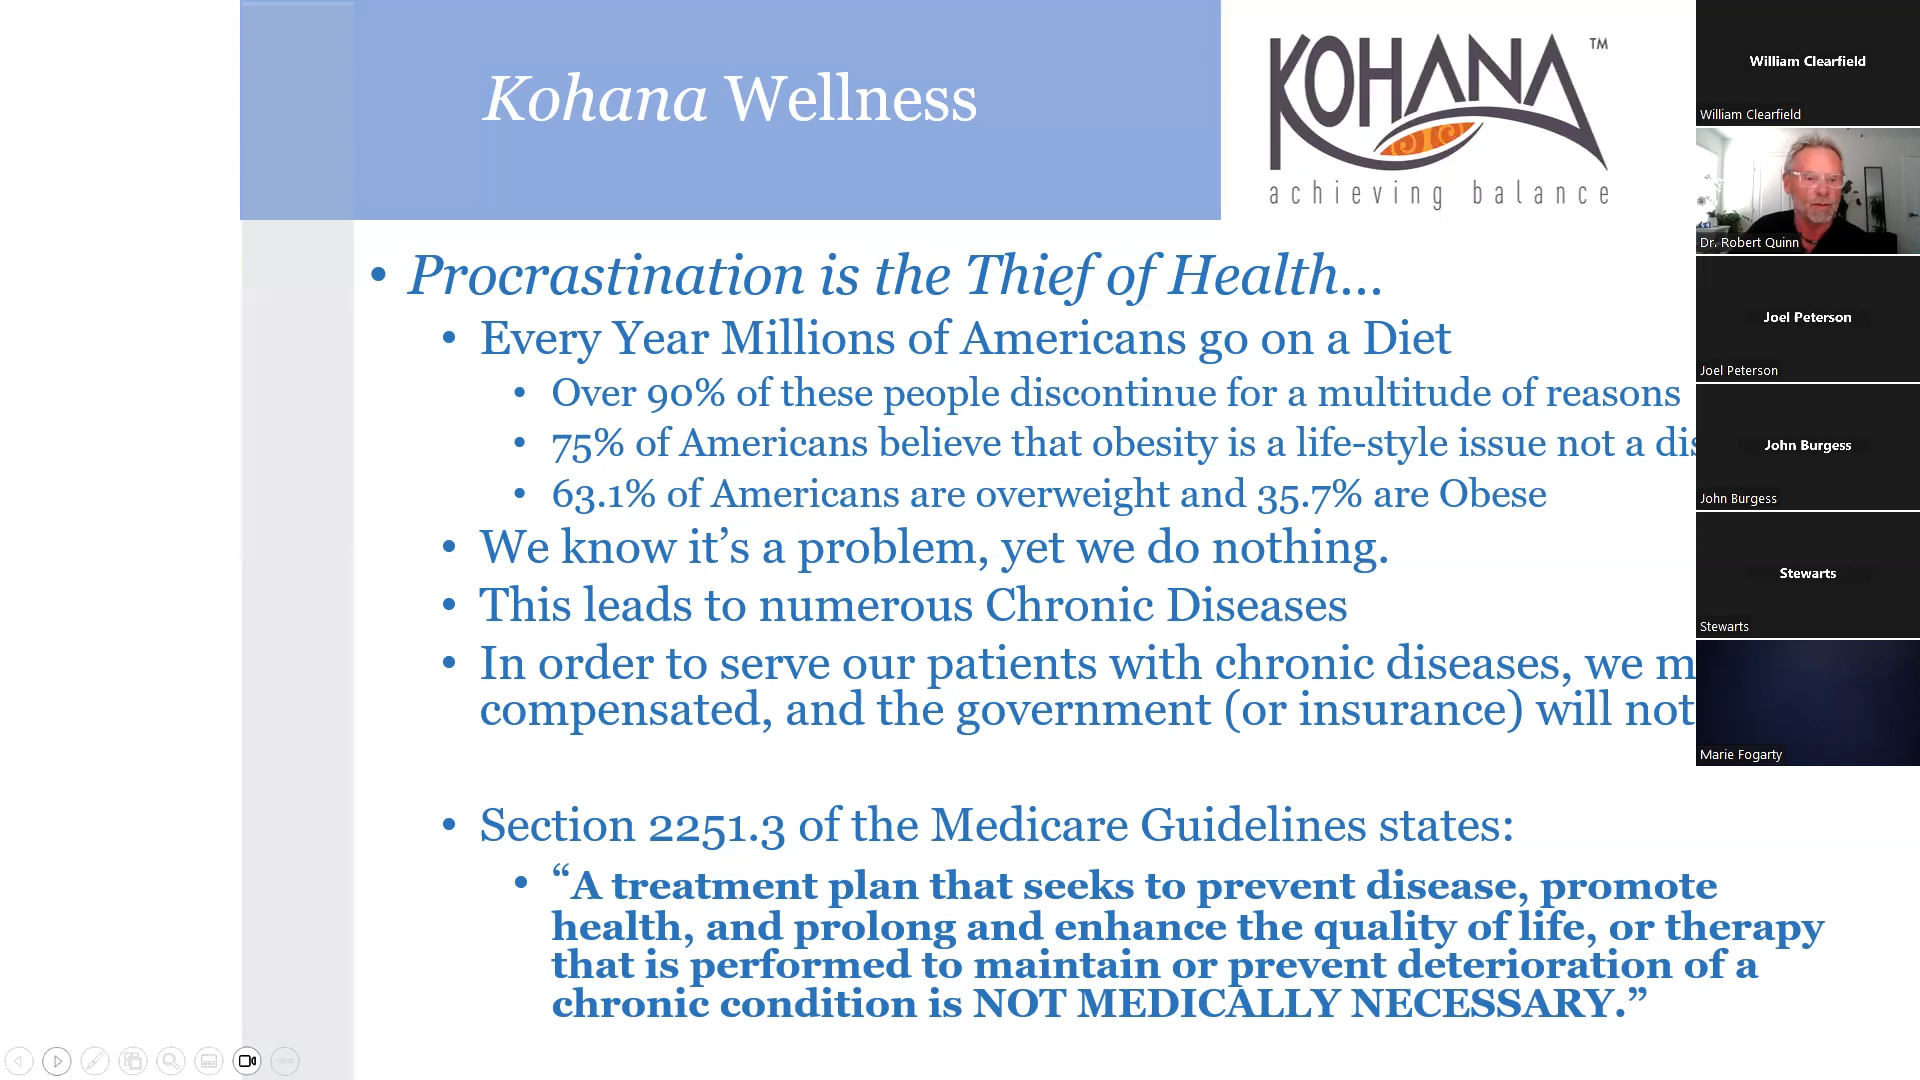 Kohana Wellness
KOHANA ™
achieving balance
• Procrastination is the Thief of Health…
• Every Year Millions of Americans go on a Diet
• Over 90% of these people discontinue for a multitude of reasons
• 75% of Americans believe that obesity is a life-style issue not a
• 63.1% of Americans are overweight and 35.7% are Obese
• We know it’s a problem, yet we do nothing.
• This leads to numerous Chronic Diseases
• In order to serve our patients with chronic diseases, we
compensated, and the government (or insurance) will not
• Section 2251.3 of the Medicare Guidelines states:
• “A treatment plan that seeks to prevent disease, promote
health, and prolong and enhance the quality of life, or therapy
that is performed to maintain or prevent deterioration of a
chronic condition is NOT MEDICALLY NECESSARY.”
William Clearfield
William Clearfield
Dr. Robert Quinn
Joel Peterson
Joel Peterson
John Burgess
John Burgess
Stewarts
Stewarts
Marie Fogarty